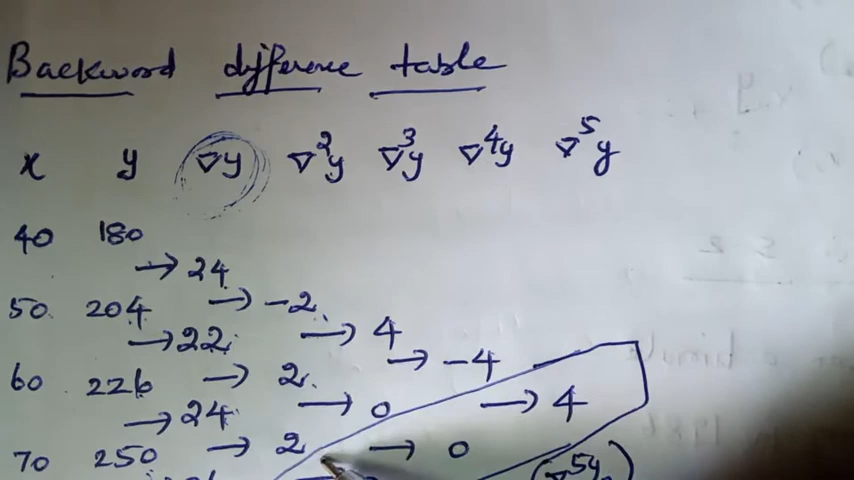 Backword difference table
x y ∇y ∇²y ∇³y ∇⁴y ∇⁵y
40 180
→ 24
50 204 → -2
→ 22 → 4
60 226 → 2 → -4
→ 24 → 0 → 4
70 250 → 2 → 0
(∇⁵y